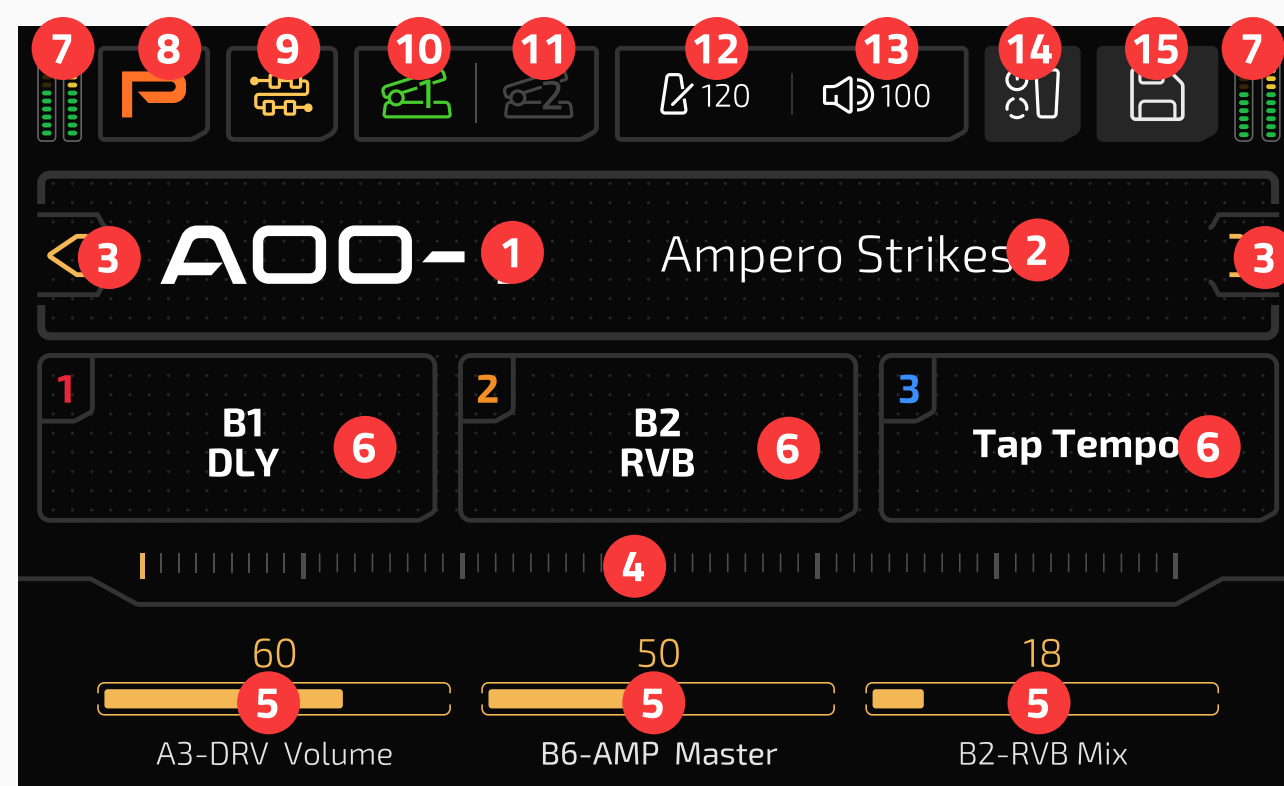 7 8 9 10 11 12 13 14 15 7
1 2 120 100
3 A00- 1 Ampero Strikes 2 3
1 2 3
B1 B2
DLY 6 RVB 6 Tap Tempo 6
4
60 50 18
5 5 5
A3-DRV Volume B6-AMP Master B2-RVB Mix